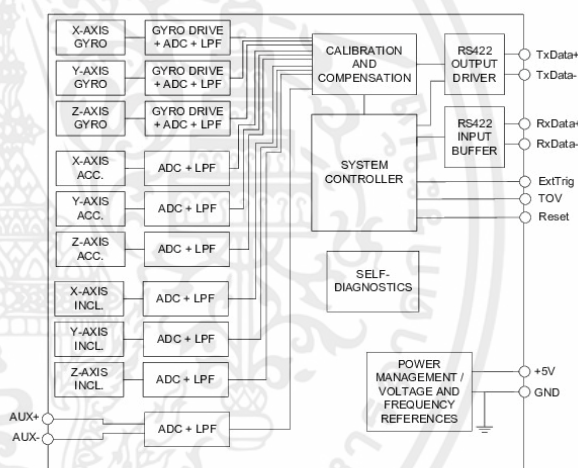 X-AXIS
GYRO
GYRO DRIVE
+ ADC + LPF
Y-AXIS
GYRO
GYRO DRIVE
+ ADC + LPF
Z-AXIS
GYRO
GYRO DRIVE
+ ADC + LPF
X-AXIS
ACC.
ADC + LPF
Y-AXIS
ACC.
ADC + LPF
Z-AXIS
ACC.
ADC + LPF
X-AXIS
INCL.
ADC + LPF
Y-AXIS
INCL.
ADC + LPF
Z-AXIS
INCL.
ADC + LPF
AUX+
AUX-
ADC + LPF
CALIBRATION
AND
COMPENSATION
SYSTEM
CONTROLLER
SELF-
DIAGNOSTICS
POWER
MANAGEMENT /
VOLTAGE AND
FREQUENCY
REFERENCES
RS422
OUTPUT
DRIVER
RS422
INPUT
BUFFER
TxData+
TxData-
RxData+
RxData-
ExtTrig
TOV
Reset
+5V
GND